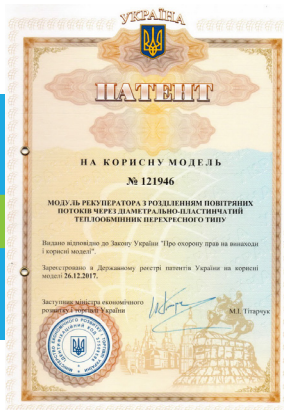 УКРАЇНА
ПАТЕНТ
НА КОРИСНУ МОДЕЛЬ
№ 121946
МОДУЛЬ РЕКУПЕРАТОРА З РОЗДІЛЕННЯМ ПОВІТРЯНИХ
ПОТОКІВ ЧЕРЕЗ ДІАМЕТРАЛЬНО-ПЛАСТИНЧАТИЙ
ТЕПЛООБМІННИК ПЕРЕХРЕСНОГО ТИПУ
Видано відповідно до Закону України "Про охорону прав на винаходи
і корисні моделі".
Зареєстровано в Державному реєстрі патентів України на корисні
моделі 26.12.2017.
Заступник міністра економічного
розвитку і торгівлі України
М.І. Тітарчук